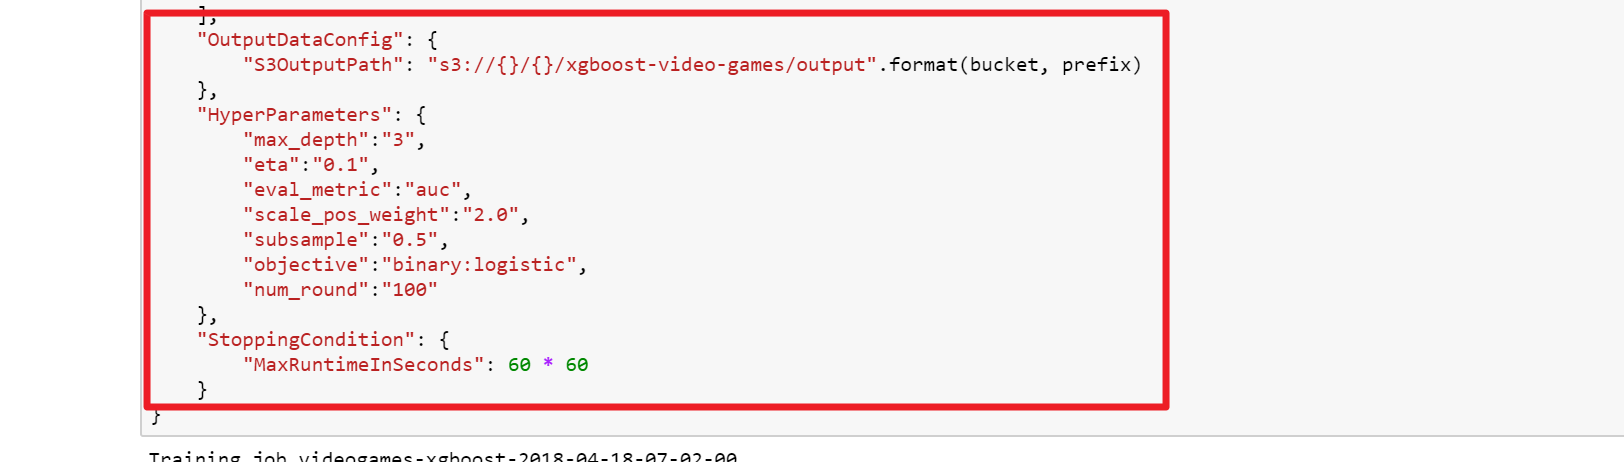 ],
"OutputDataConfig": {
"S3OutputPath": "s3://{}/{}/xgboost-video-games/output".format(bucket, prefix)
},
"HyperParameters": {
"max_depth":"3",
"eta":"0.1",
"eval_metric":"auc",
"scale_pos_weight":"2.0",
"subsample":"0.5",
"objective":"binary:logistic",
"num_round":"100"
},
"StoppingCondition": {
"MaxRuntimeInSeconds": 60 * 60
}
}
Training job videogames-xgboost-2018-04-18-07-02-00